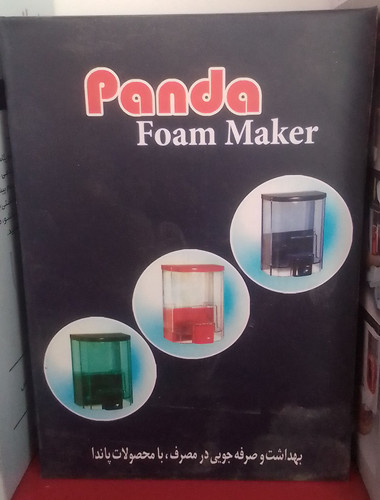 Panda
Foam Maker
بهداشت و صرفه جویی در مصرف ، با محصولات پاندا